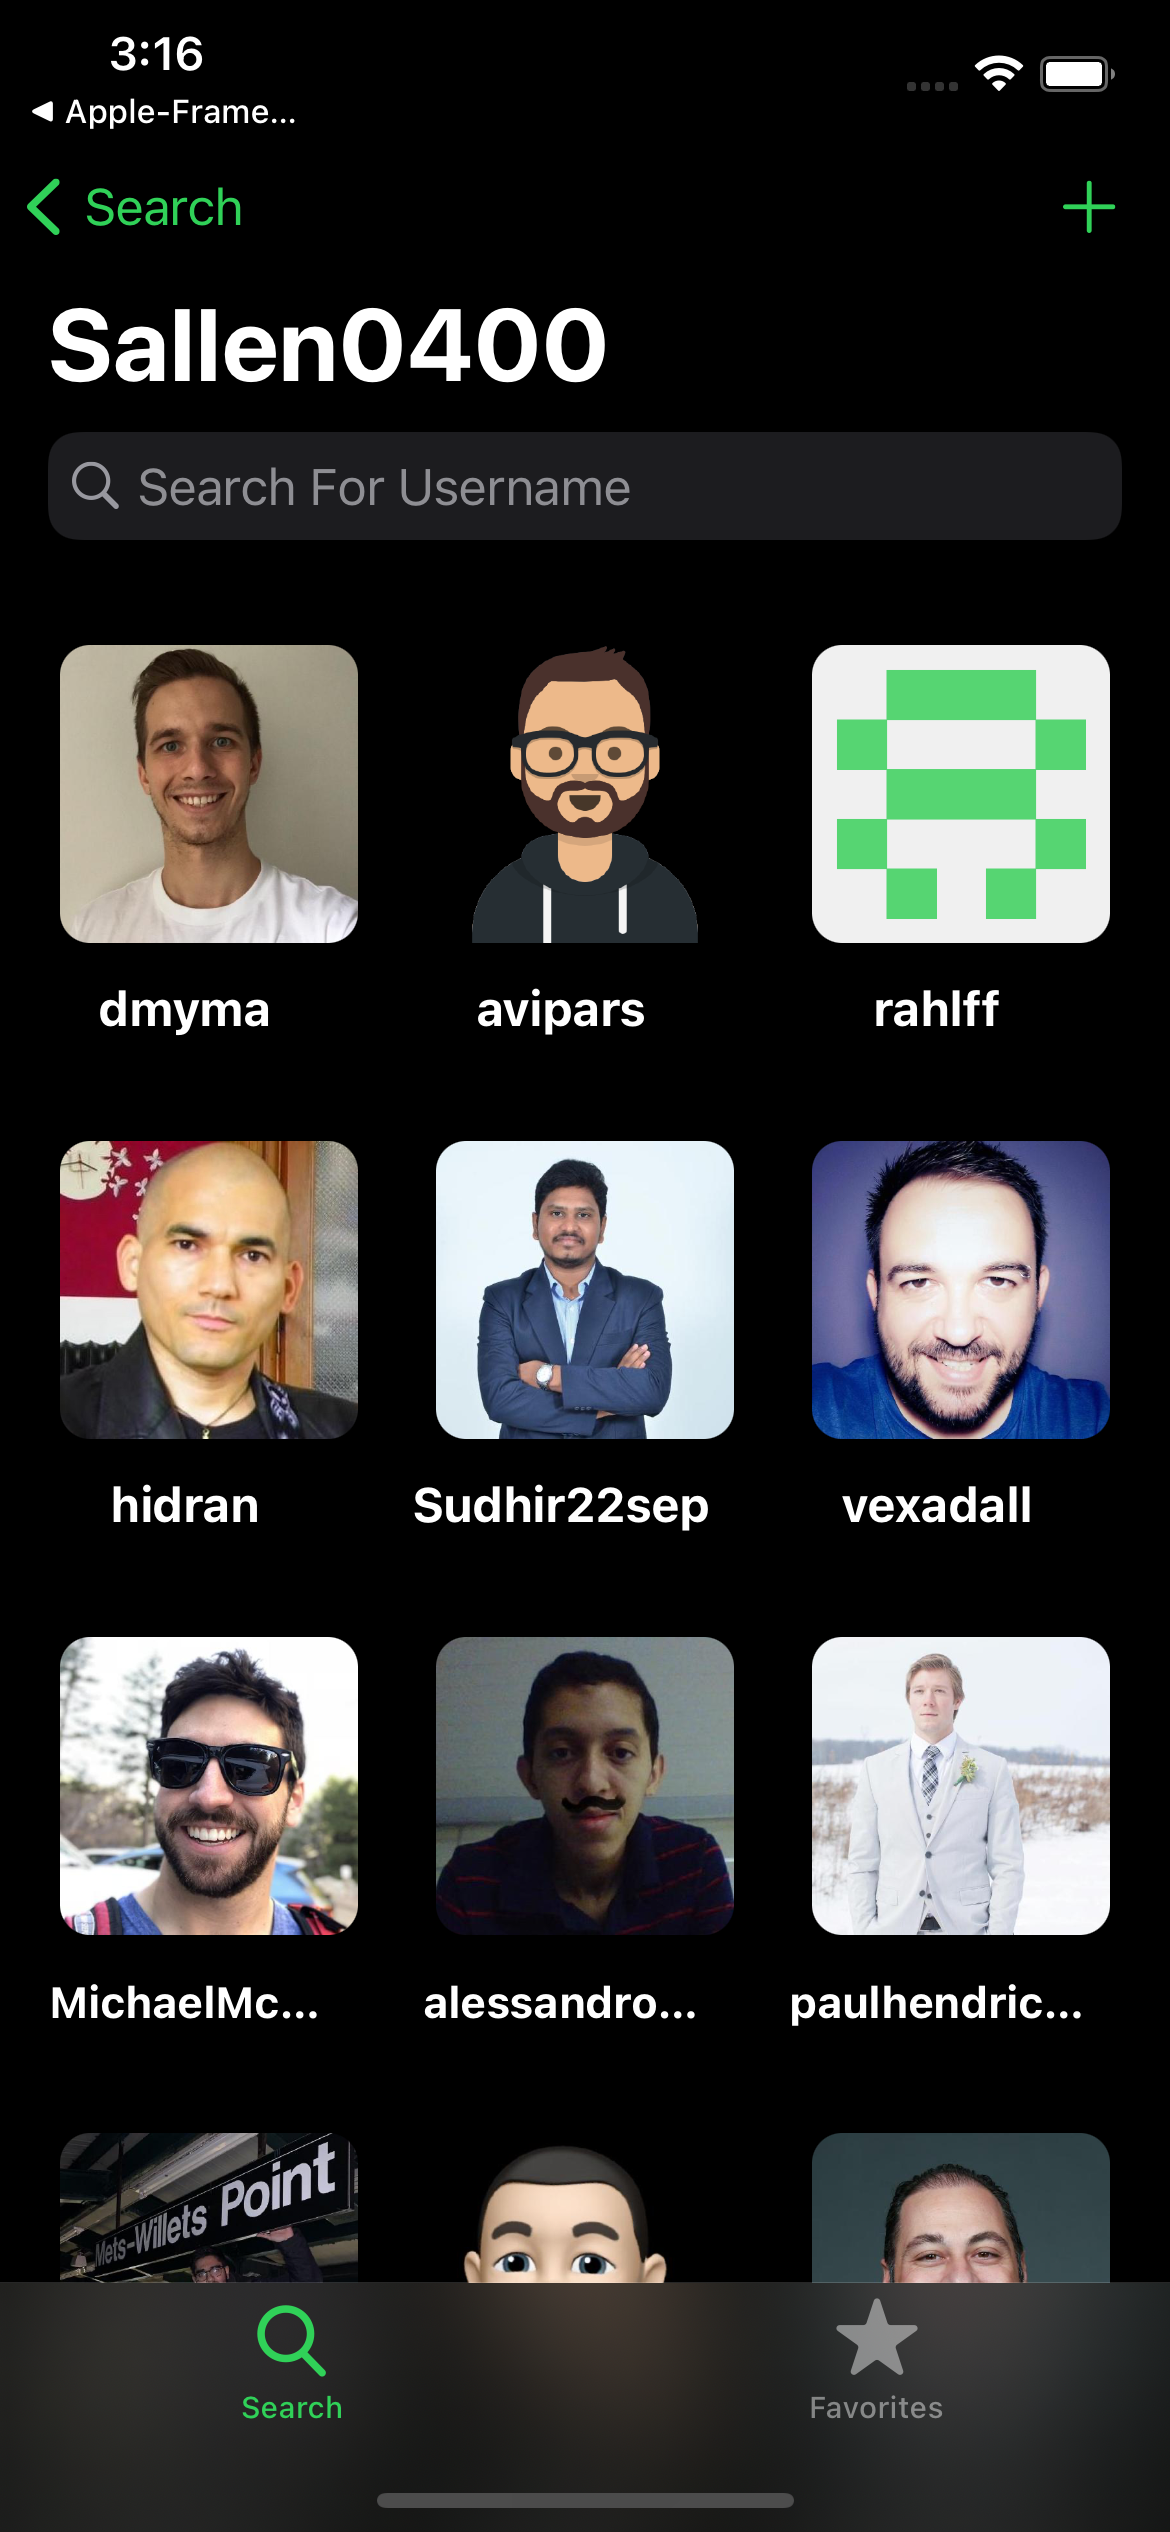 3:16
Apple-Frame...
Search
Sallen0400
Search For Username
dmyma
avipars
rahlff
hidran
Sudhir22sep
vexadall
MichaelMc...
alessandro...
paulhendric...
Mets-Willets Point
Search
Favorites